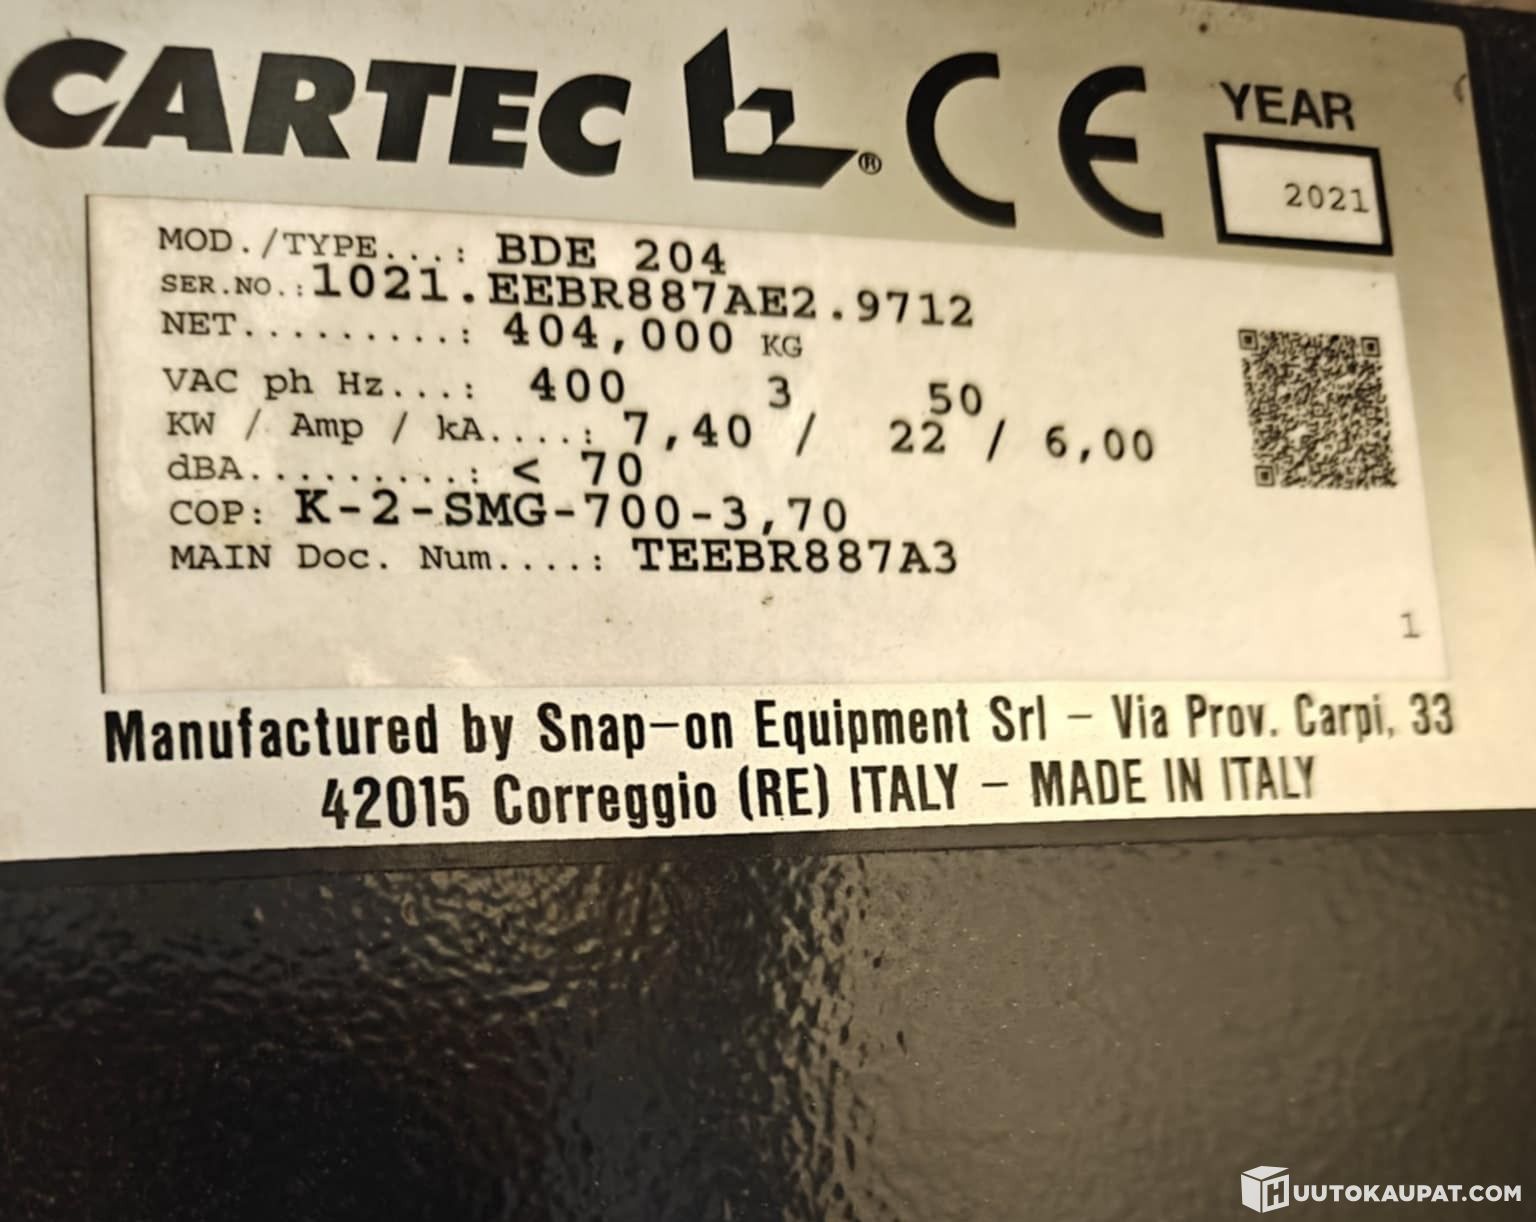 CARTEC ® CE YEAR
2021
MOD./TYPE...: BDE 204
SER.NO.: 1021.EEBR887AE2.9712
NET.........: 404,000 KG
VAC ph Hz...: 400 3 50
KW / Amp / kA....: 7,40 / 22 / 6,00
dBA.........: < 70
COP: K-2-SMG-700-3,70
MAIN Doc. Num....: TEEBR887A3
1
Manufactured by Snap-on Equipment Srl - Via Prov. Carpi, 33
42015 Correggio (RE) ITALY - MADE IN ITALY
HUUTOKAUPAT.COM